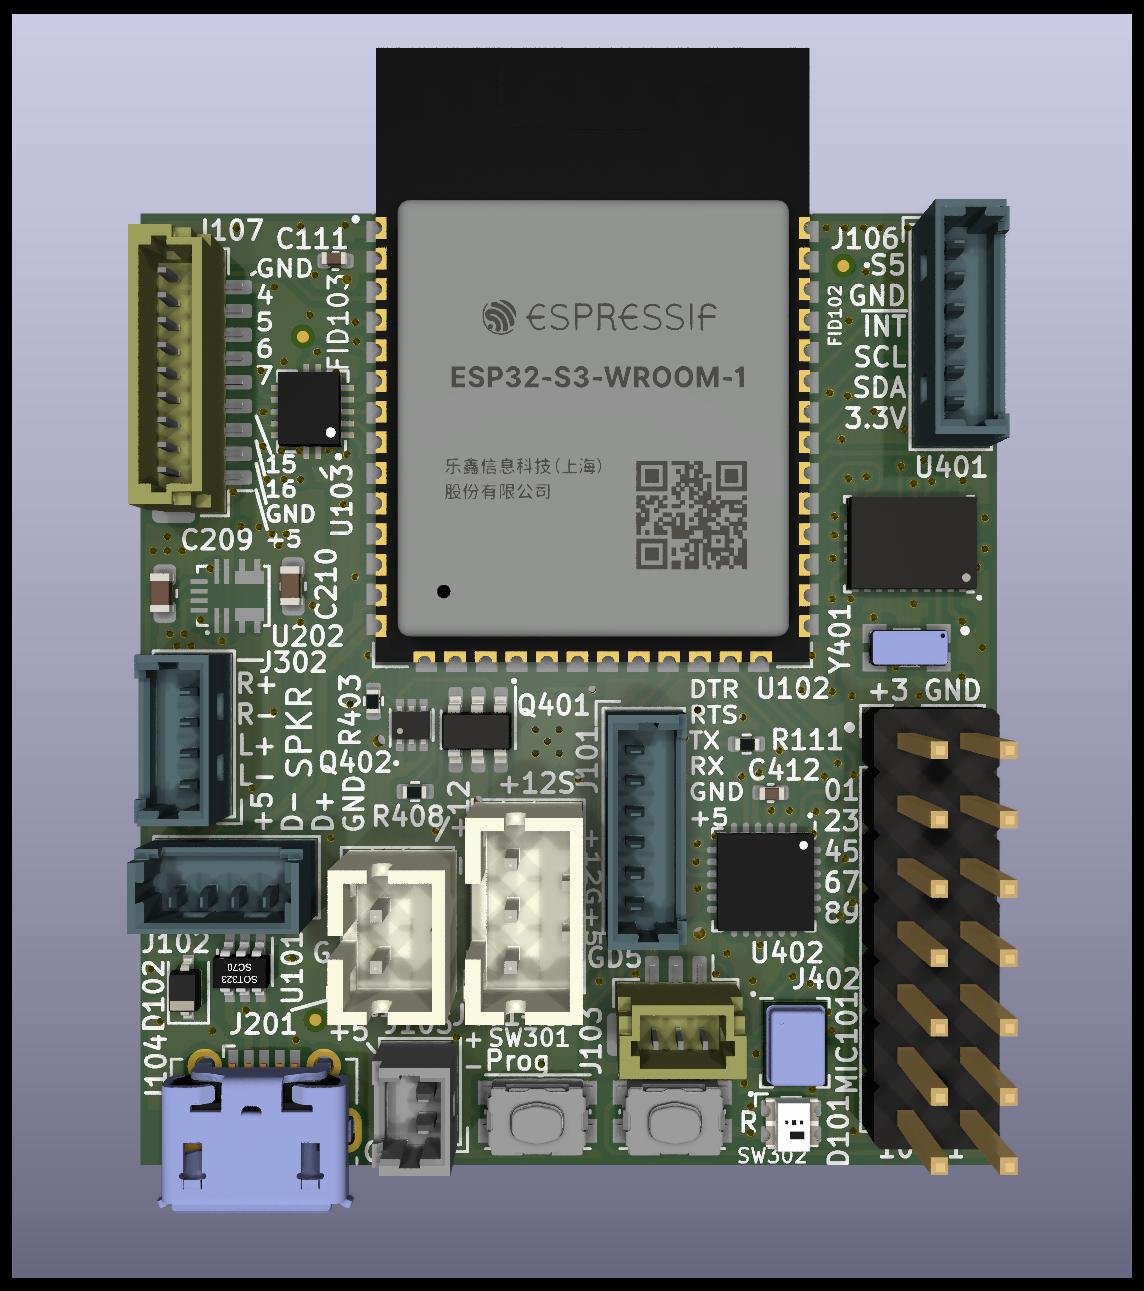 J107
C111
GND
4
5
6
7
FID103
15
16
GND
+5
U103
C209
C210
U202
ESPRESSIF
ESP32-S3-WROOM-1
乐鑫信息科技(上海)
股份有限公司
J106
S5
GND
INT
SCL
SDA
3.3V
FID102
U401
Y401
+3 GND
J302
R+
R-
L+
L-
SPKR
+5
D-
D+
GND
R403
Q401
Q402
R408
+12S
J101
DTR
RTS
TX
RX
GND
+5
U102
R111
C412
01
23
45
67
89
U402
J402
J102
D102
J104
U101
SOT323
SC70
J201
+5
G
+12G+5
GD5
SW301
Prog
+
-
J103
MIC101
D101
R
SW302